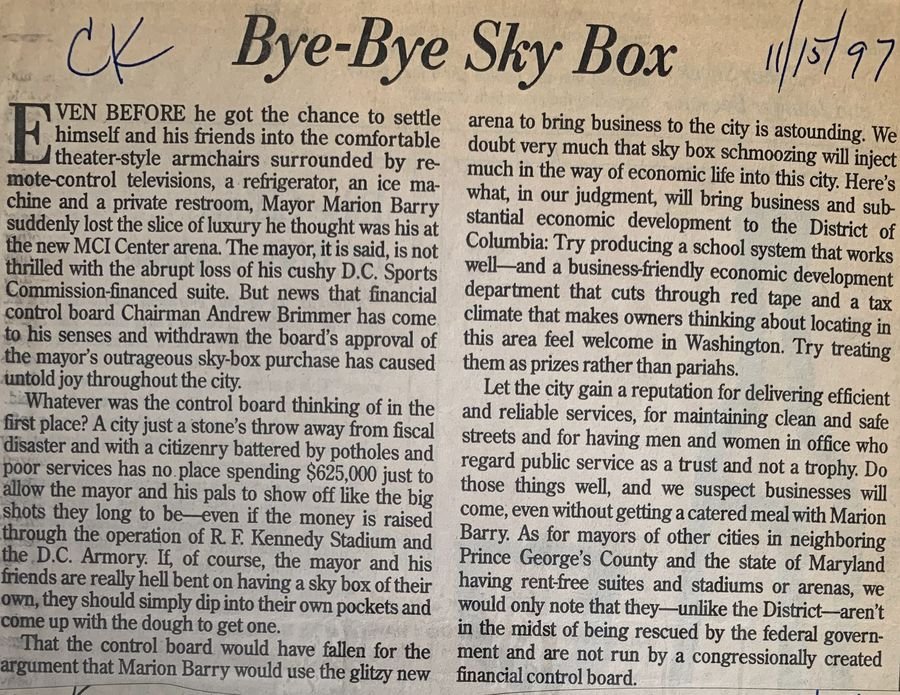 CK
Bye-Bye Sky Box
11/15/97
EVEN BEFORE he got the chance to settle
himself and his friends into the comfortable
theater-style armchairs surrounded by re-
mote-control televisions, a refrigerator, an ice ma-
chine and a private restroom, Mayor Marion Barry
suddenly lost the slice of luxury he thought was his at
the new MCI Center arena. The mayor, it is said, is not
thrilled with the abrupt loss of his cushy D.C. Sports
Commission-financed suite. But news that financial
control board Chairman Andrew Brimmer has come
to his senses and withdrawn the board's approval of
the mayor's outrageous sky-box purchase has caused
untold joy throughout the city.
Whatever was the control board thinking of in the
first place? A city just a stone's throw away from fiscal
disaster and with a citizenry battered by potholes and
poor services has no place spending $625,000 just to
allow the mayor and his pals to show off like the big
shots they long to be—even if the money is raised
through the operation of R. F. Kennedy Stadium and
the D.C. Armory. If, of course, the mayor and his
friends are really hell bent on having a sky box of their
own, they should simply dip into their own pockets and
come up with the dough to get one.
That the control board would have fallen for the
argument that Marion Barry would use the glitzy new
arena to bring business to the city is astounding. We
doubt very much that sky box schmoozing will inject
much in the way of economic life into this city. Here's
what, in our judgment, will bring business and sub-
stantial economic development to the District of
Columbia: Try producing a school system that works
well—and a business-friendly economic development
department that cuts through red tape and a tax
climate that makes owners thinking about locating in
this area feel welcome in Washington. Try treating
them as prizes rather than pariahs.
Let the city gain a reputation for delivering efficient
and reliable services, for maintaining clean and safe
streets and for having men and women in office who
regard public service as a trust and not a trophy. Do
those things well, and we suspect businesses will
come, even without getting a catered meal with Marion
Barry. As for mayors of other cities in neighboring
Prince George's County and the state of Maryland
having rent-free suites and stadiums or arenas, we
would only note that they—unlike the District—aren't
in the midst of being rescued by the federal govern-
ment and are not run by a congressionally created
financial control board.